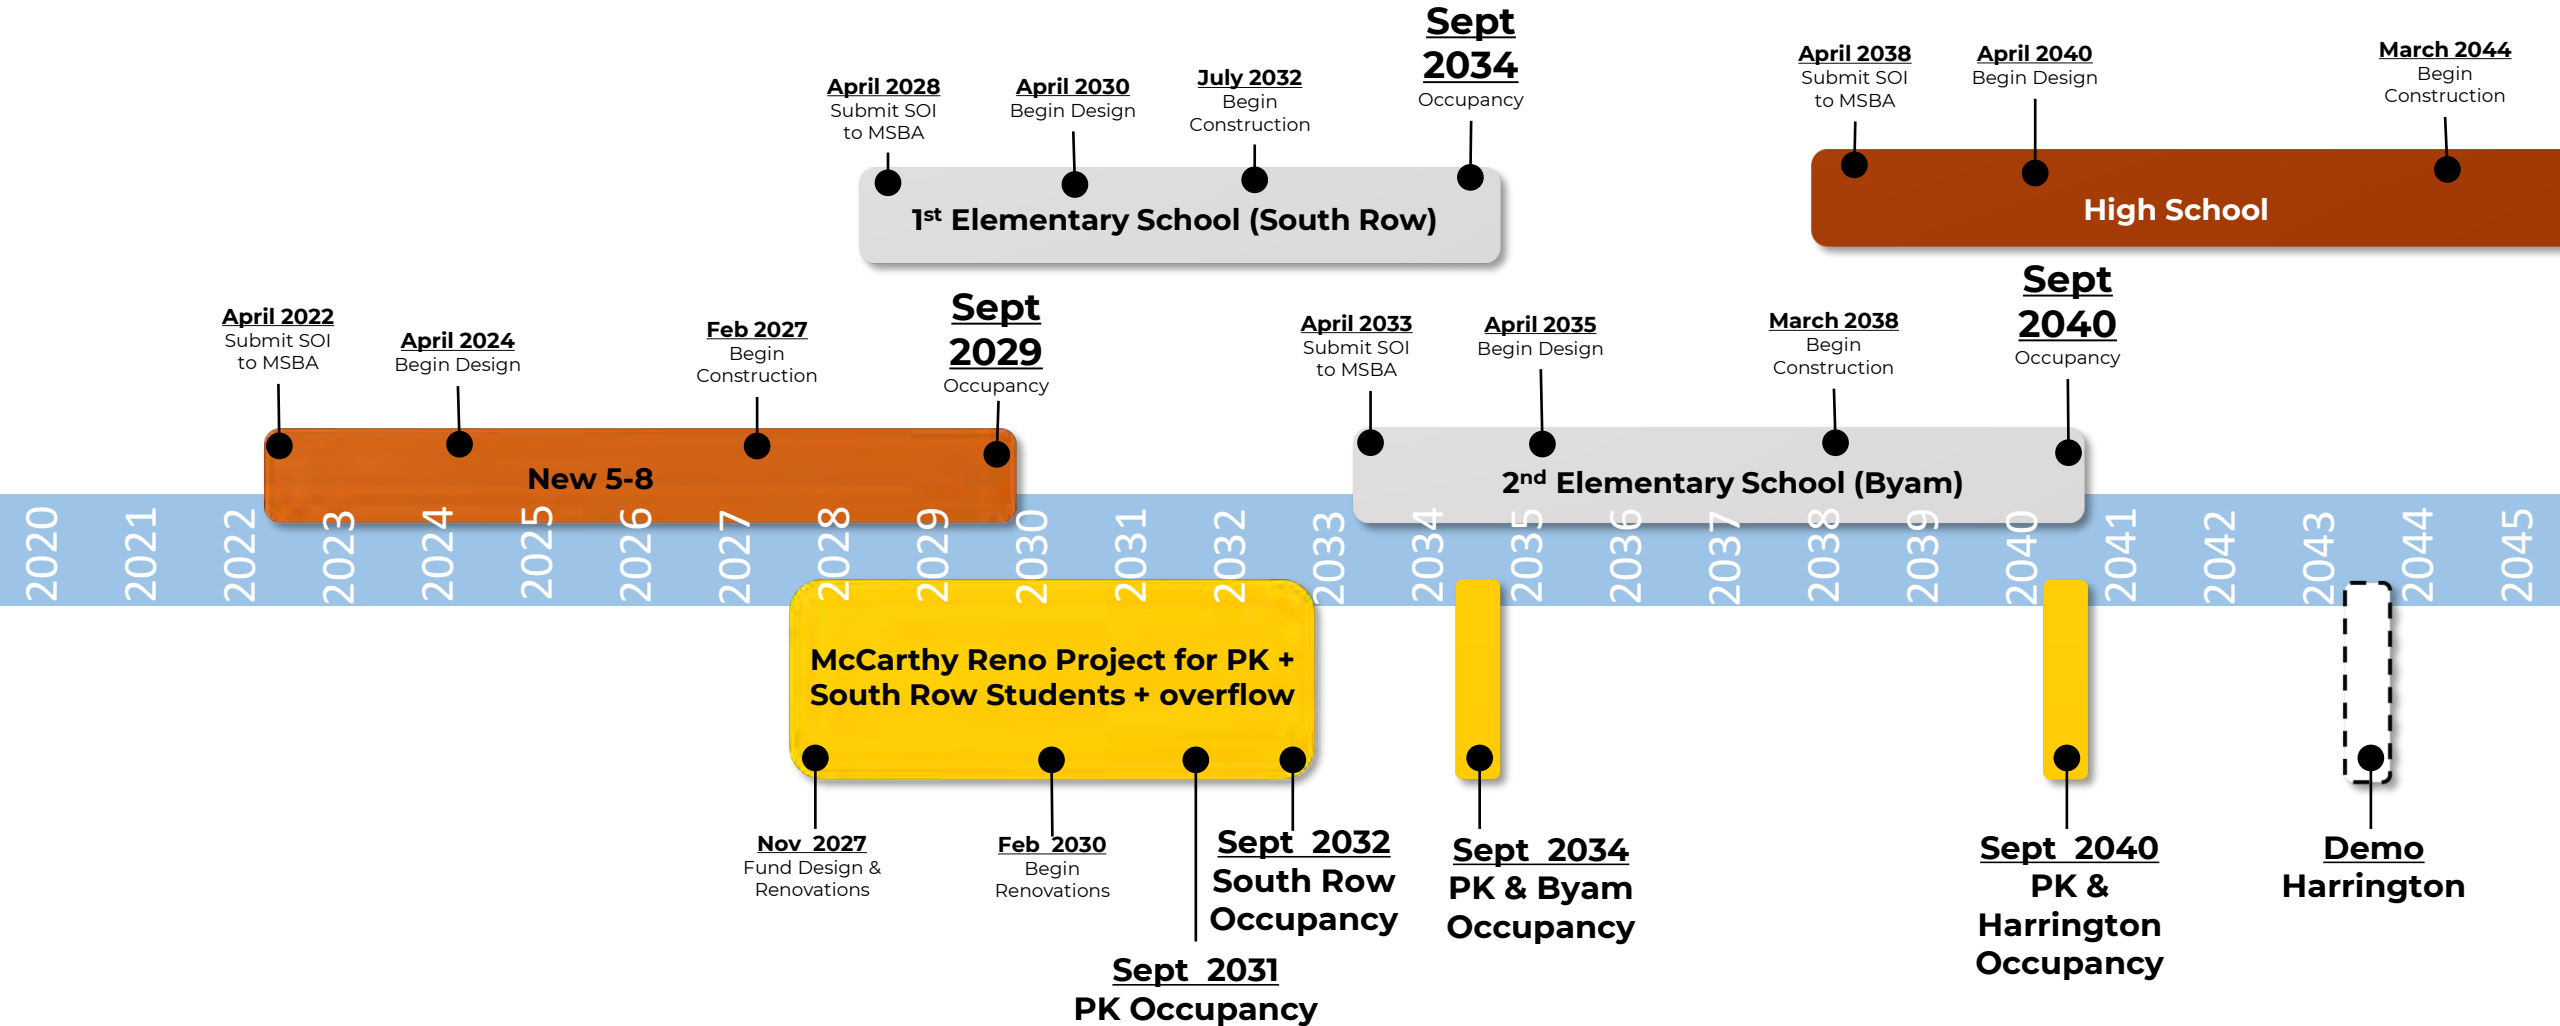 Sept
2034
Occupancy
April 2028
Submit SOI
to MSBA
April 2030
Begin Design
July 2032
Begin
Construction
April 2038
Submit SOI
to MSBA
April 2040
Begin Design
March 2044
Begin
Construction
1st Elementary School (South Row)
High School
April 2022
Submit SOI
to MSBA
April 2024
Begin Design
Feb 2027
Begin
Construction
Sept
2029
Occupancy
April 2033
Submit SOI
to MSBA
April 2035
Begin Design
March 2038
Begin
Construction
Sept
2040
Occupancy
New 5-8
2nd Elementary School (Byam)
2020
2021
2022
2023
2024
2025
2026
2027
2028
2029
2030
2031
2032
2033
2034
2035
2036
2037
2038
2039
2040
2041
2042
2043
2044
2045
McCarthy Reno Project for PK +
South Row Students + overflow
Nov 2027
Fund Design &
Renovations
Feb 2030
Begin
Renovations
Sept 2031
PK Occupancy
Sept 2032
South Row
Occupancy
Sept 2034
PK & Byam
Occupancy
Sept 2040
PK &
Harrington
Occupancy
Demo
Harrington